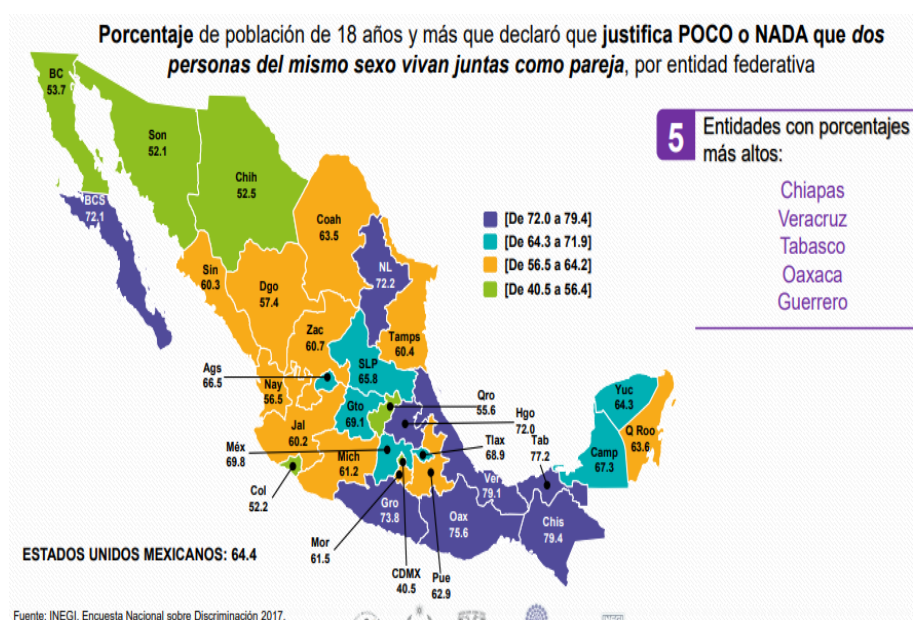 Porcentaje de población de 18 años y más que declaró que justifica POCO o NADA que dos
personas del mismo sexo vivan juntas como pareja, por entidad federativa
BC
53.7
Son
52.1
Chih
52.5
BCS
72.1
Coah
63.5
NL
72.2
Sin
60.3
Dgo
57.4
Zac
60.7
Tamps
60.4
5
Entidades con porcentajes
más altos:
Chiapas
Veracruz
Tabasco
Oaxaca
Guerrero
[De 72.0 a 79.4]
[De 64.3 a 71.9]
[De 56.5 a 64.2]
[De 40.5 a 56.4]
Ags
66.5
SLP
65.8
Nay
56.5
Gto
69.1
Qro
55.6
Hgo
72.0
Jal
60.2
Méx
69.8
Mich
61.2
Tlax
68.9
Tab
77.2
Yuc
64.3
Q Roo
63.6
Camp
67.3
Col
52.2
Ver
79.1
Gro
73.8
Oax
75.6
Chis
79.4
Mor
61.5
CDMX
40.5
Pue
62.9
ESTADOS UNIDOS MEXICANOS: 64.4
Fuente: INEGI. Encuesta Nacional sobre Discriminación 2017.